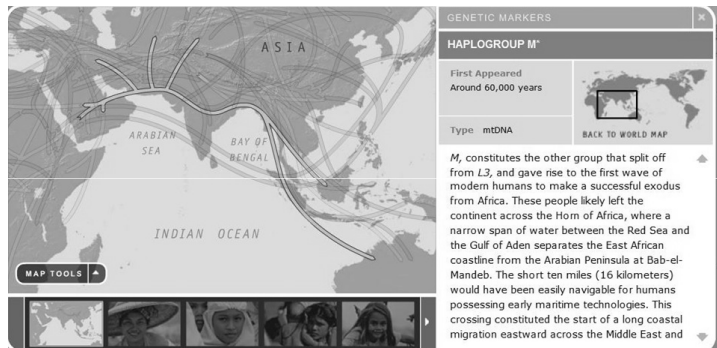 ASIA
ARABIAN
SEA
BAY OF
BENGAL
INDIAN OCEAN
MAP TOOLS
GENETIC MARKERS
×
HAPLOGROUP M*
First Appeared
Around 60,000 years
Type mtDNA
BACK TO WORLD MAP
M, constitutes the other group that split off
from L3, and gave rise to the first wave of
modern humans to make a successful exodus
from Africa. These people likely left the
continent across the Horn of Africa, where a
narrow span of water between the Red Sea and
the Gulf of Aden separates the East African
coastline from the Arabian Peninsula at Bab-el-
Mandeb. The short ten miles (16 kilometers)
would have been easily navigable for humans
possessing early maritime technologies. This
crossing constituted the start of a long coastal
migration eastward across the Middle East and